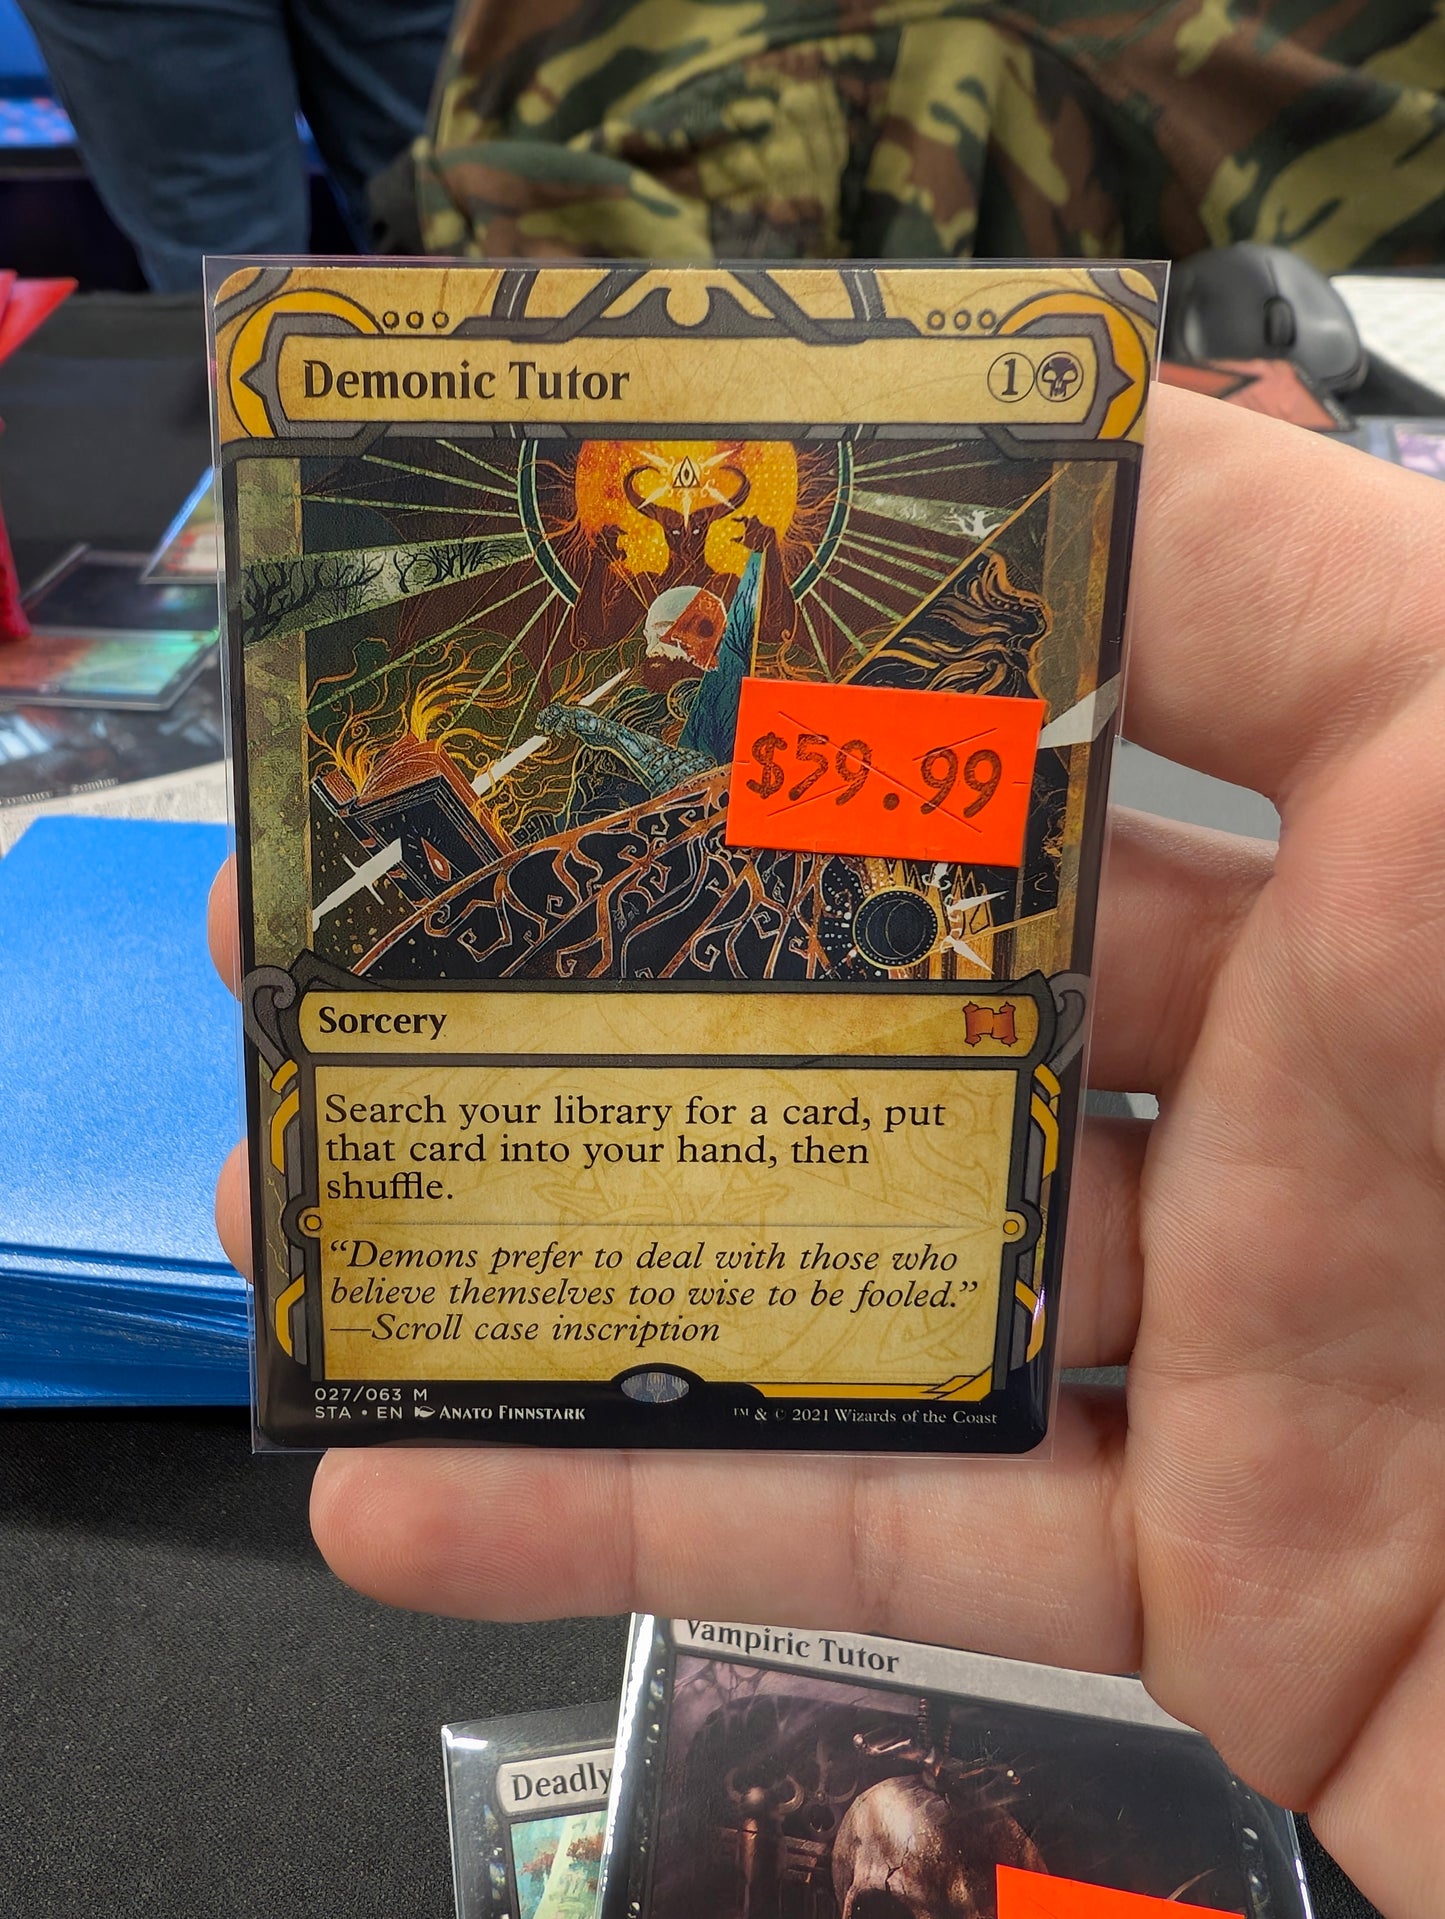 Demonic Tutor 1
$59.99
Sorcery
Search your library for a card, put
that card into your hand, then
shuffle.
“Demons prefer to deal with those who
believe themselves too wise to be fooled.”
—Scroll case inscription
027/063 M
STA • EN ANATO FINNSTARK
™ & © 2021 Wizards of the Coast
Vampiric Tutor
Deadly